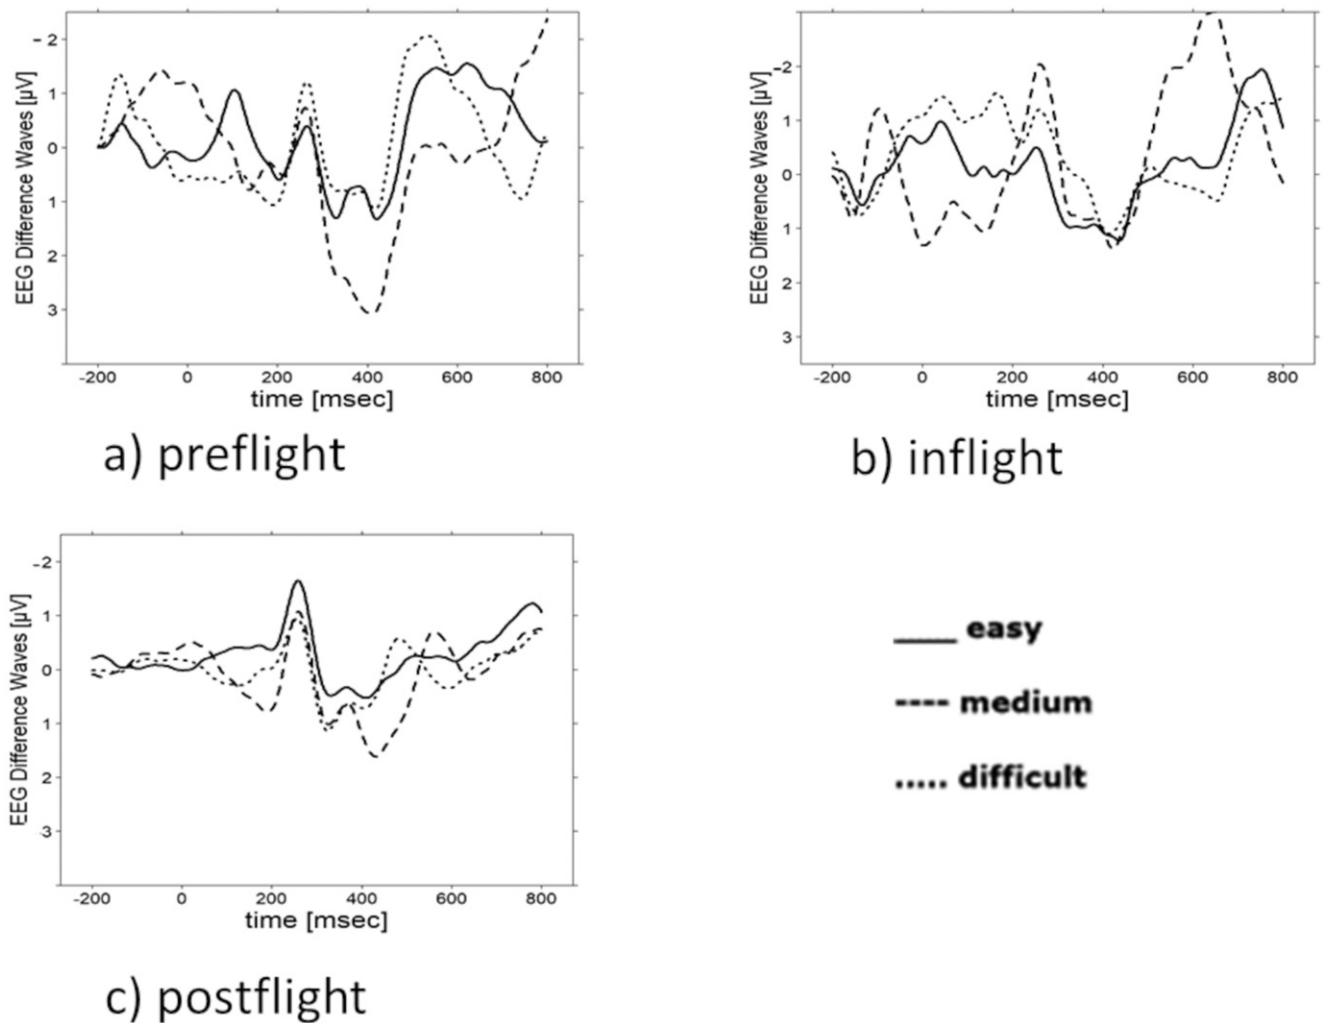 EEG Difference Waves [µV]
- 2
1
0
1
2
3
-200 0 200 400 600 800
time [msec]
a) preflight
EEG Difference Waves [µV]
-2
1
0
1
2
3
-200 0 200 400 600 800
time [msec]
b) inflight
EEG Difference Waves [µV]
-2
1
0
1
2
3
-200 0 200 400 600 800
time [msec]
c) postflight
easy
medium
difficult